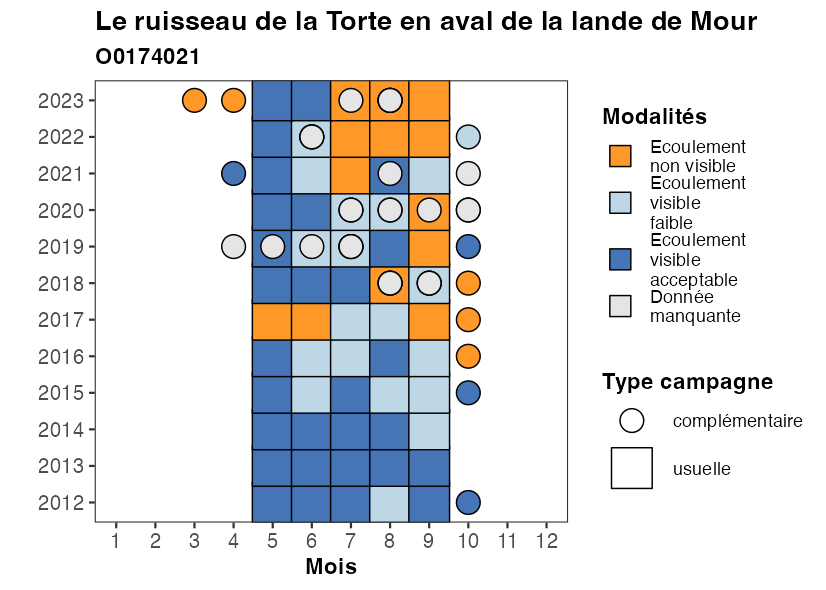 Le ruisseau de la Torte en aval de la lande de Mour
O0174021
2023
2022
2021
2020
2019
2018
2017
2016
2015
2014
2013
2012
1 2 3 4 5 6 7 8 9 10 11 12
Mois
Modalités
Ecoulement
non visible
Ecoulement
visible
faible
Ecoulement
visible
acceptable
Donnée
manquante
Type campagne
complémentaire
usuelle